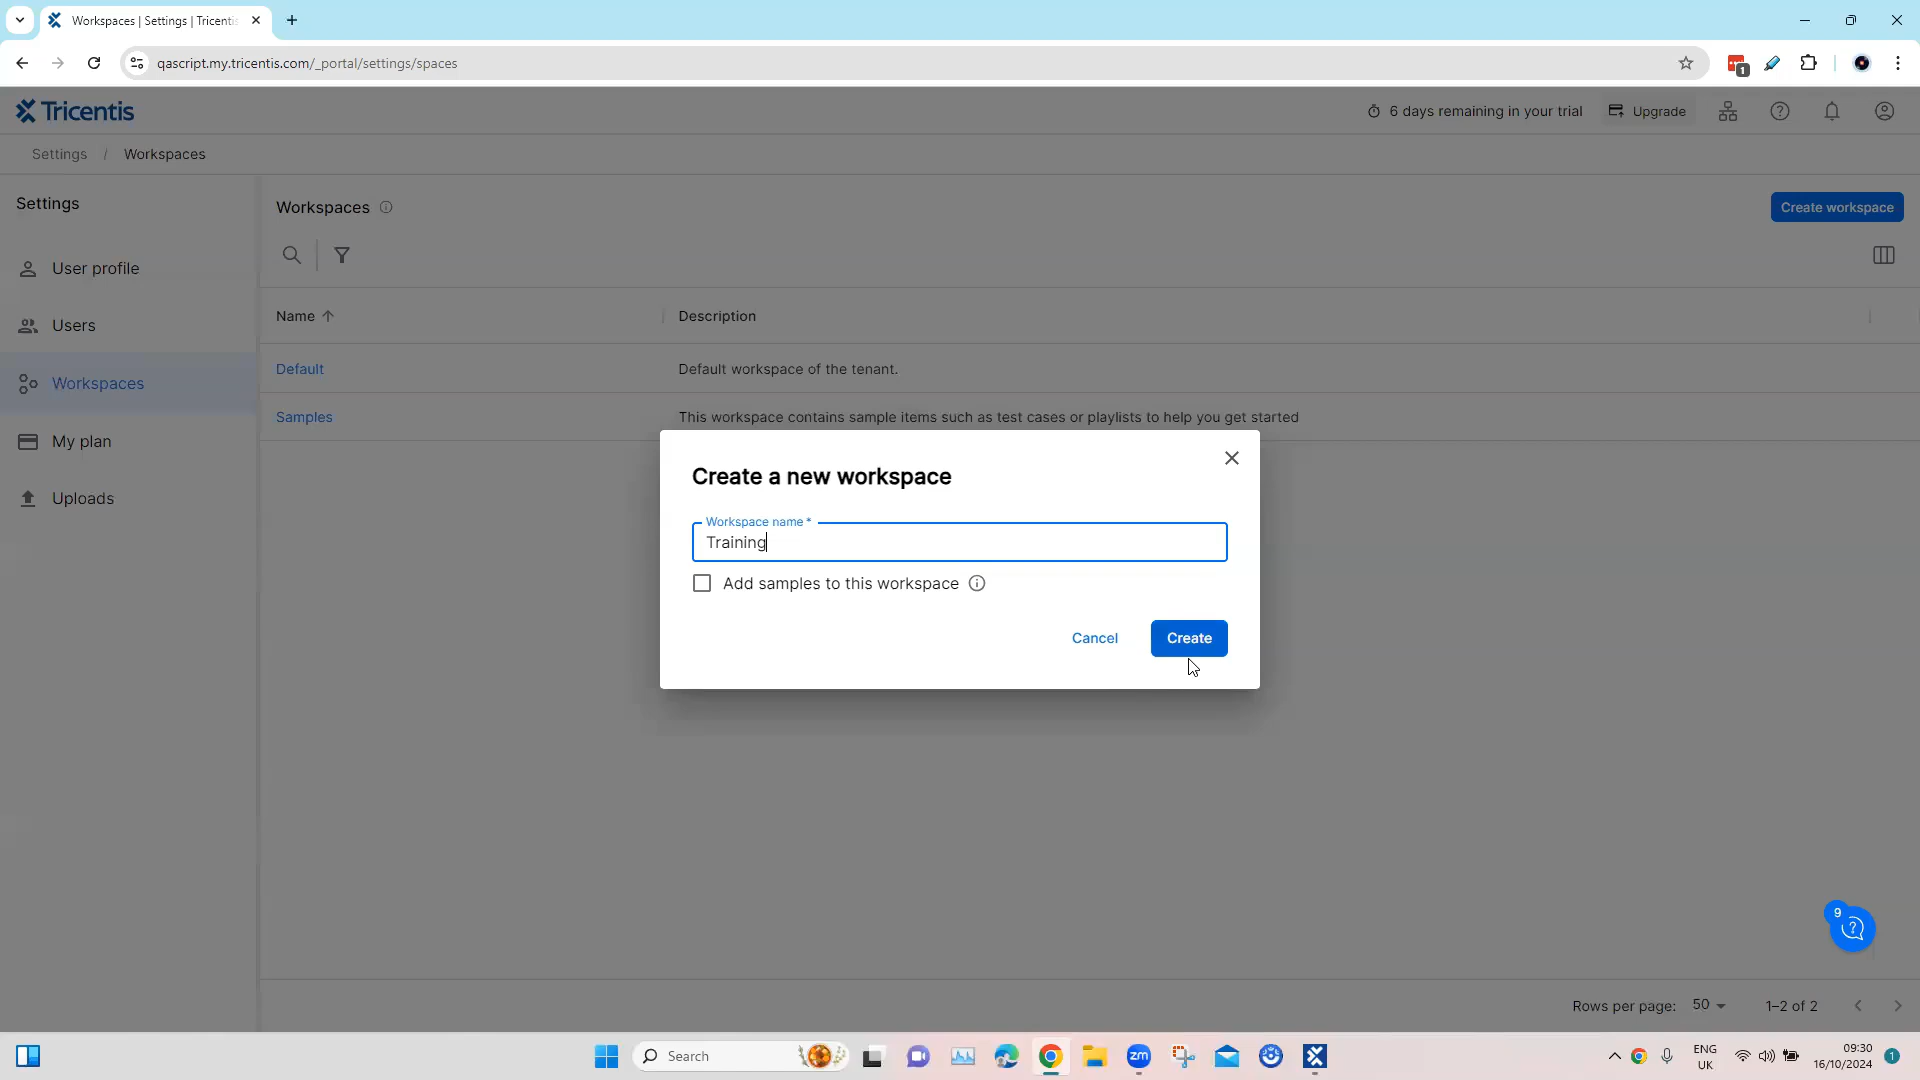 Workspaces | Settings | Tricentis
qascript.my.tricentis.com/_portal/settings/spaces
1
Tricentis
6 days remaining in your trial
Upgrade
Settings / Workspaces
Settings
User profile
Users
Workspaces
My plan
Uploads
Workspaces
Create workspace
Name
Description
Default
Default workspace of the tenant.
Samples
This workspace contains sample items such as test cases or playlists to help you get started
Create a new workspace
Workspace name *
Training
Add samples to this workspace
Cancel
Create
9
Rows per page: 50
1–2 of 2
Search
zm
ENG
UK
09:30
16/10/2024
1